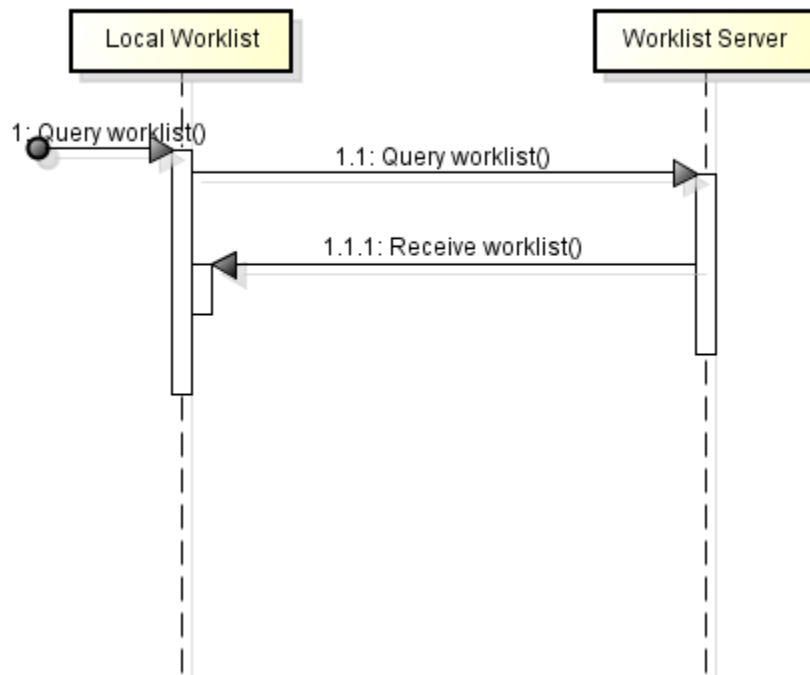 Local Worklist
Worklist Server
1: Query worklist()
1.1: Query worklist()
1.1.1: Receive worklist()